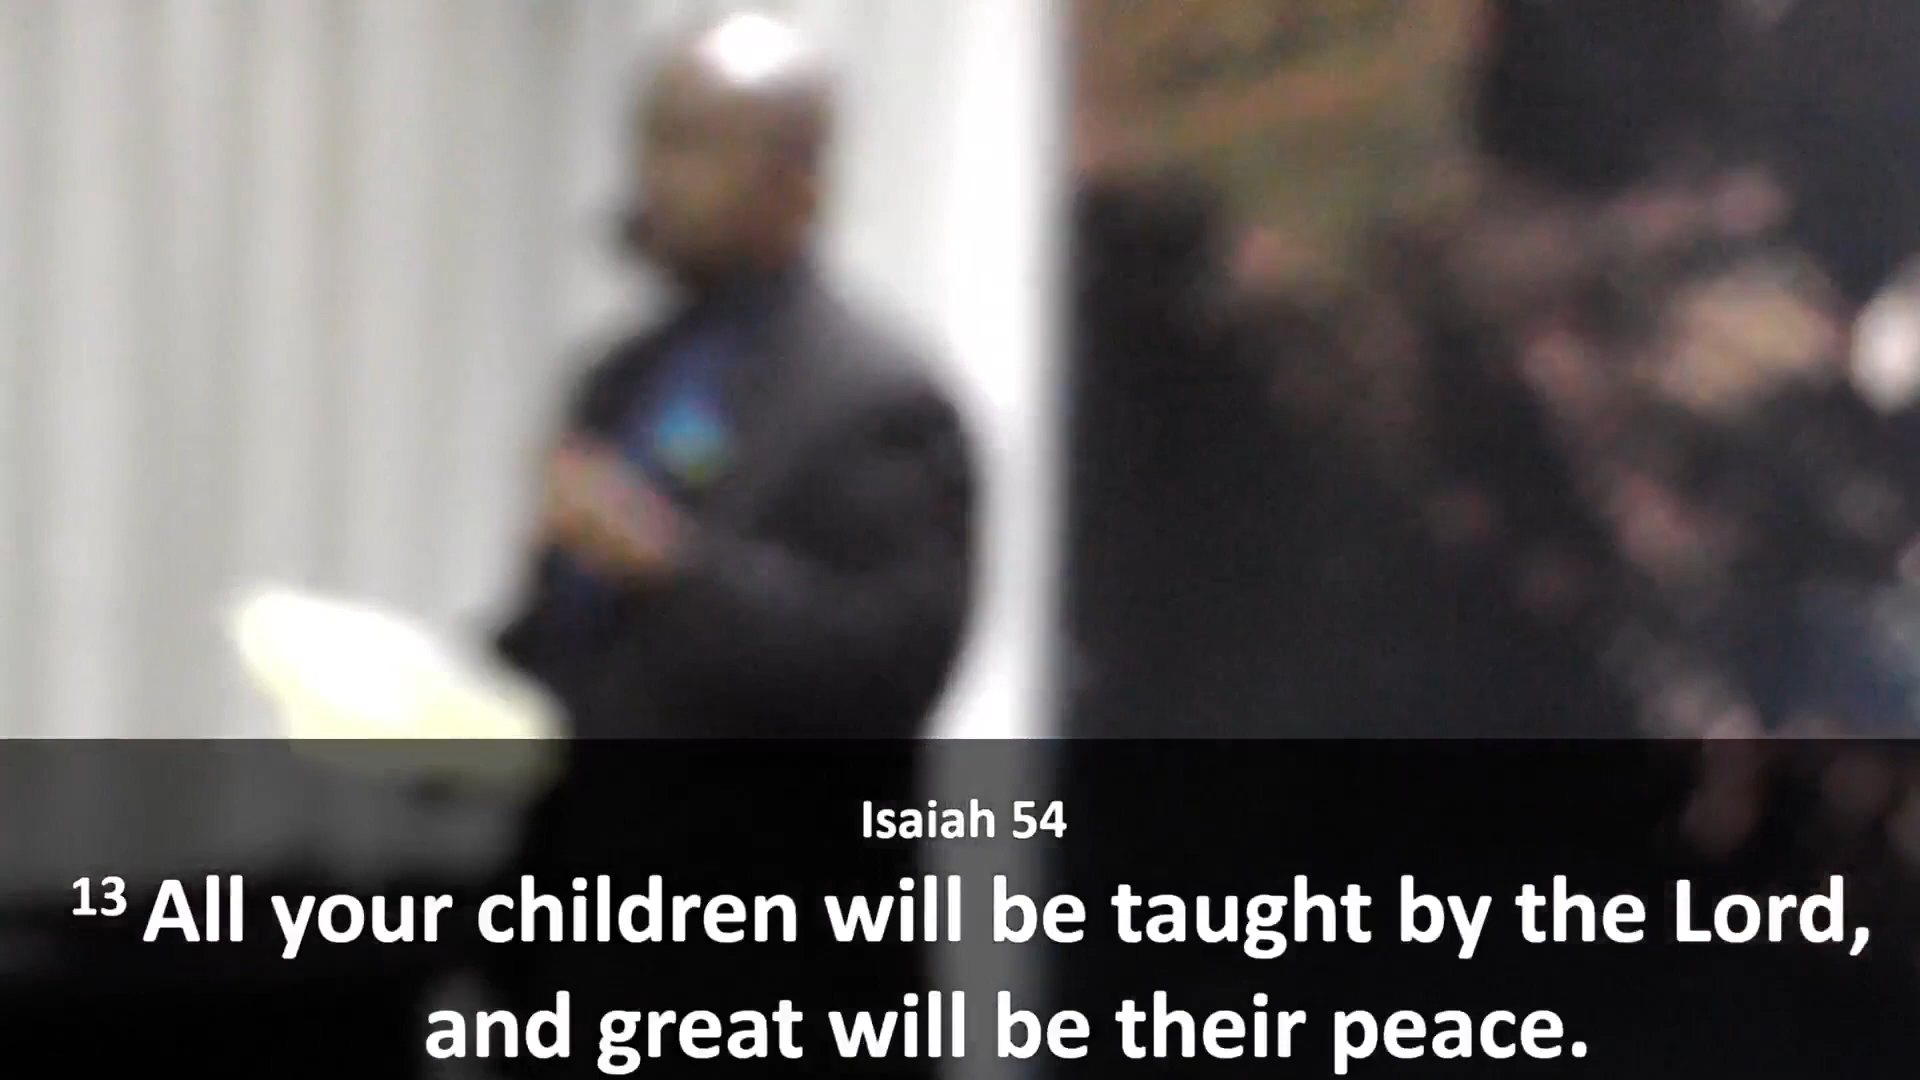 Isaiah 54
13 All your children will be taught by the Lord,
and great will be their peace.